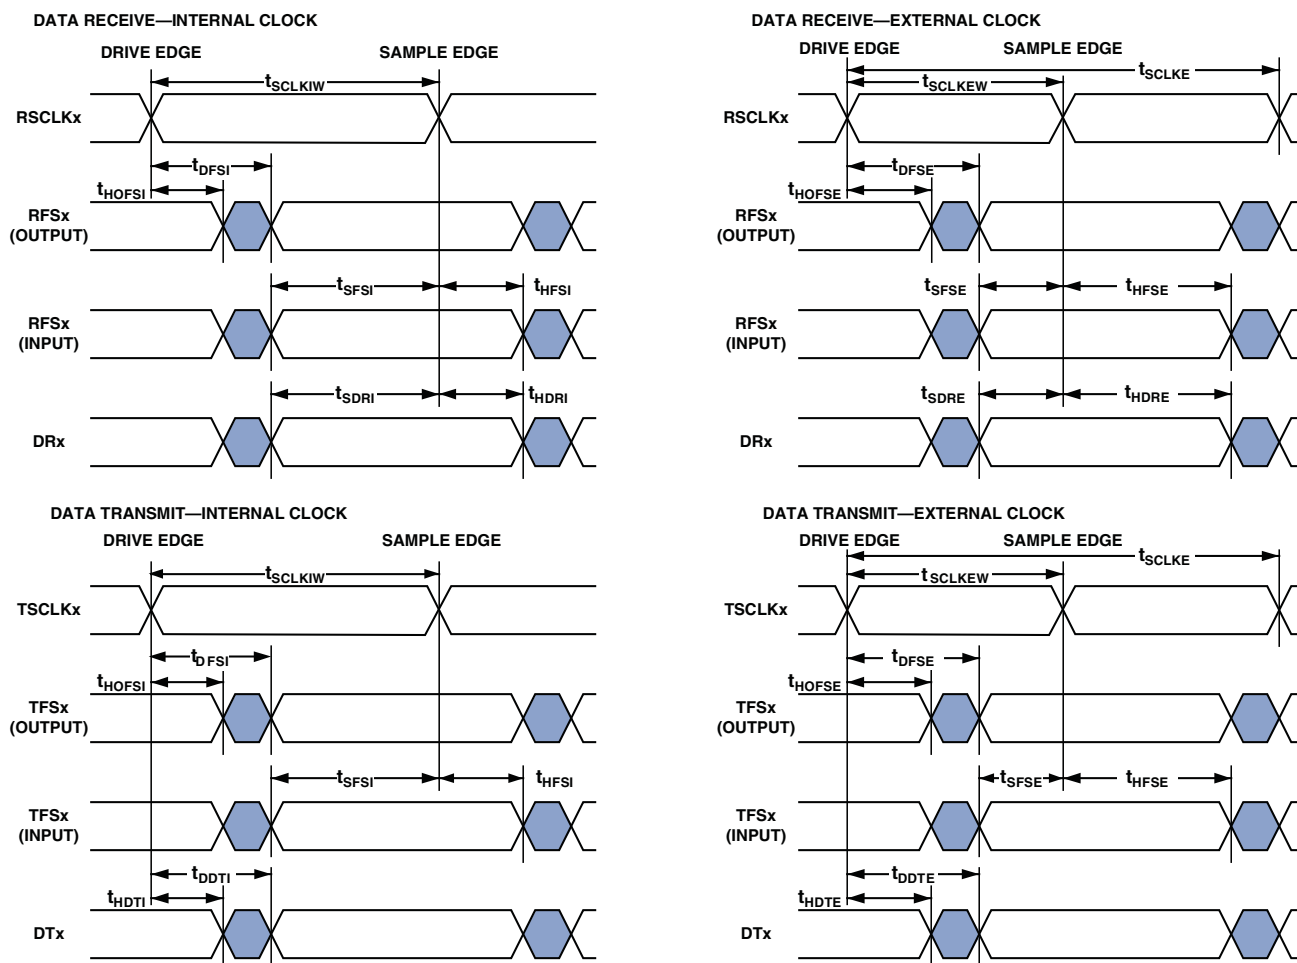 DATA RECEIVE—INTERNAL CLOCK
DRIVE EDGE
SAMPLE EDGE
tSCLKIW
RSCLKx
tDFSI
tHOFSI
RFSx
(OUTPUT)
tSFSI
tHFSI
RFSx
(INPUT)
tSDRI
tHDRI
DRx
DATA RECEIVE—EXTERNAL CLOCK
DRIVE EDGE
SAMPLE EDGE
tSCLKE
tSCLKEW
RSCLKx
tDFSE
tHOFSE
RFSx
(OUTPUT)
tSFSE
tHFSE
RFSx
(INPUT)
tSDRE
tHDRE
DRx
DATA TRANSMIT—INTERNAL CLOCK
DRIVE EDGE
SAMPLE EDGE
tSCLKIW
TSCLKx
tDFSI
tHOFSI
TFSx
(OUTPUT)
tSFSI
tHFSI
TFSx
(INPUT)
tDDTI
tHDTI
DTx
DATA TRANSMIT—EXTERNAL CLOCK
DRIVE EDGE
SAMPLE EDGE
tSCLKE
tSCLKEW
TSCLKx
tDFSE
tHOFSE
TFSx
(OUTPUT)
tSFSE
tHFSE
TFSx
(INPUT)
tDDTE
tHDTE
DTx